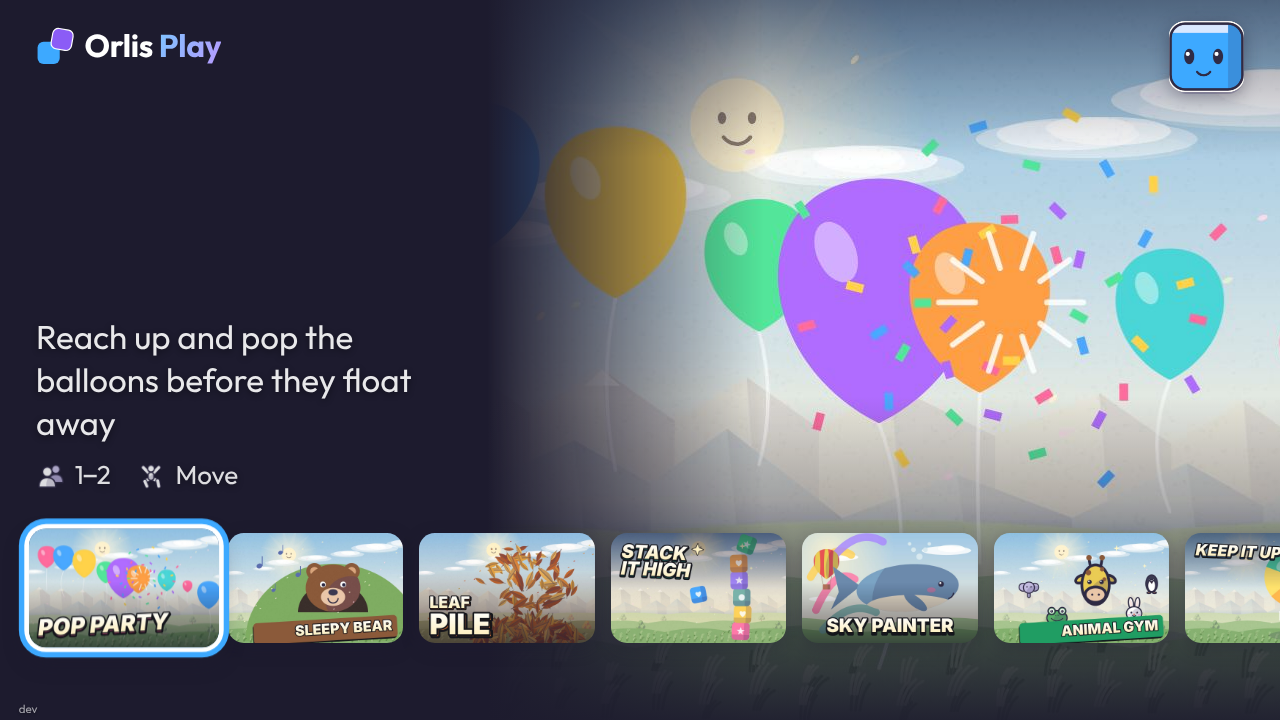 Orlis Play
Reach up and pop the
balloons before they float
away
1–2 Move
POP PARTY
SLEEPY BEAR
LEAF
PILE
STACK
IT HIGH
SKY PAINTER
ANIMAL GYM
KEEP IT UP
dev